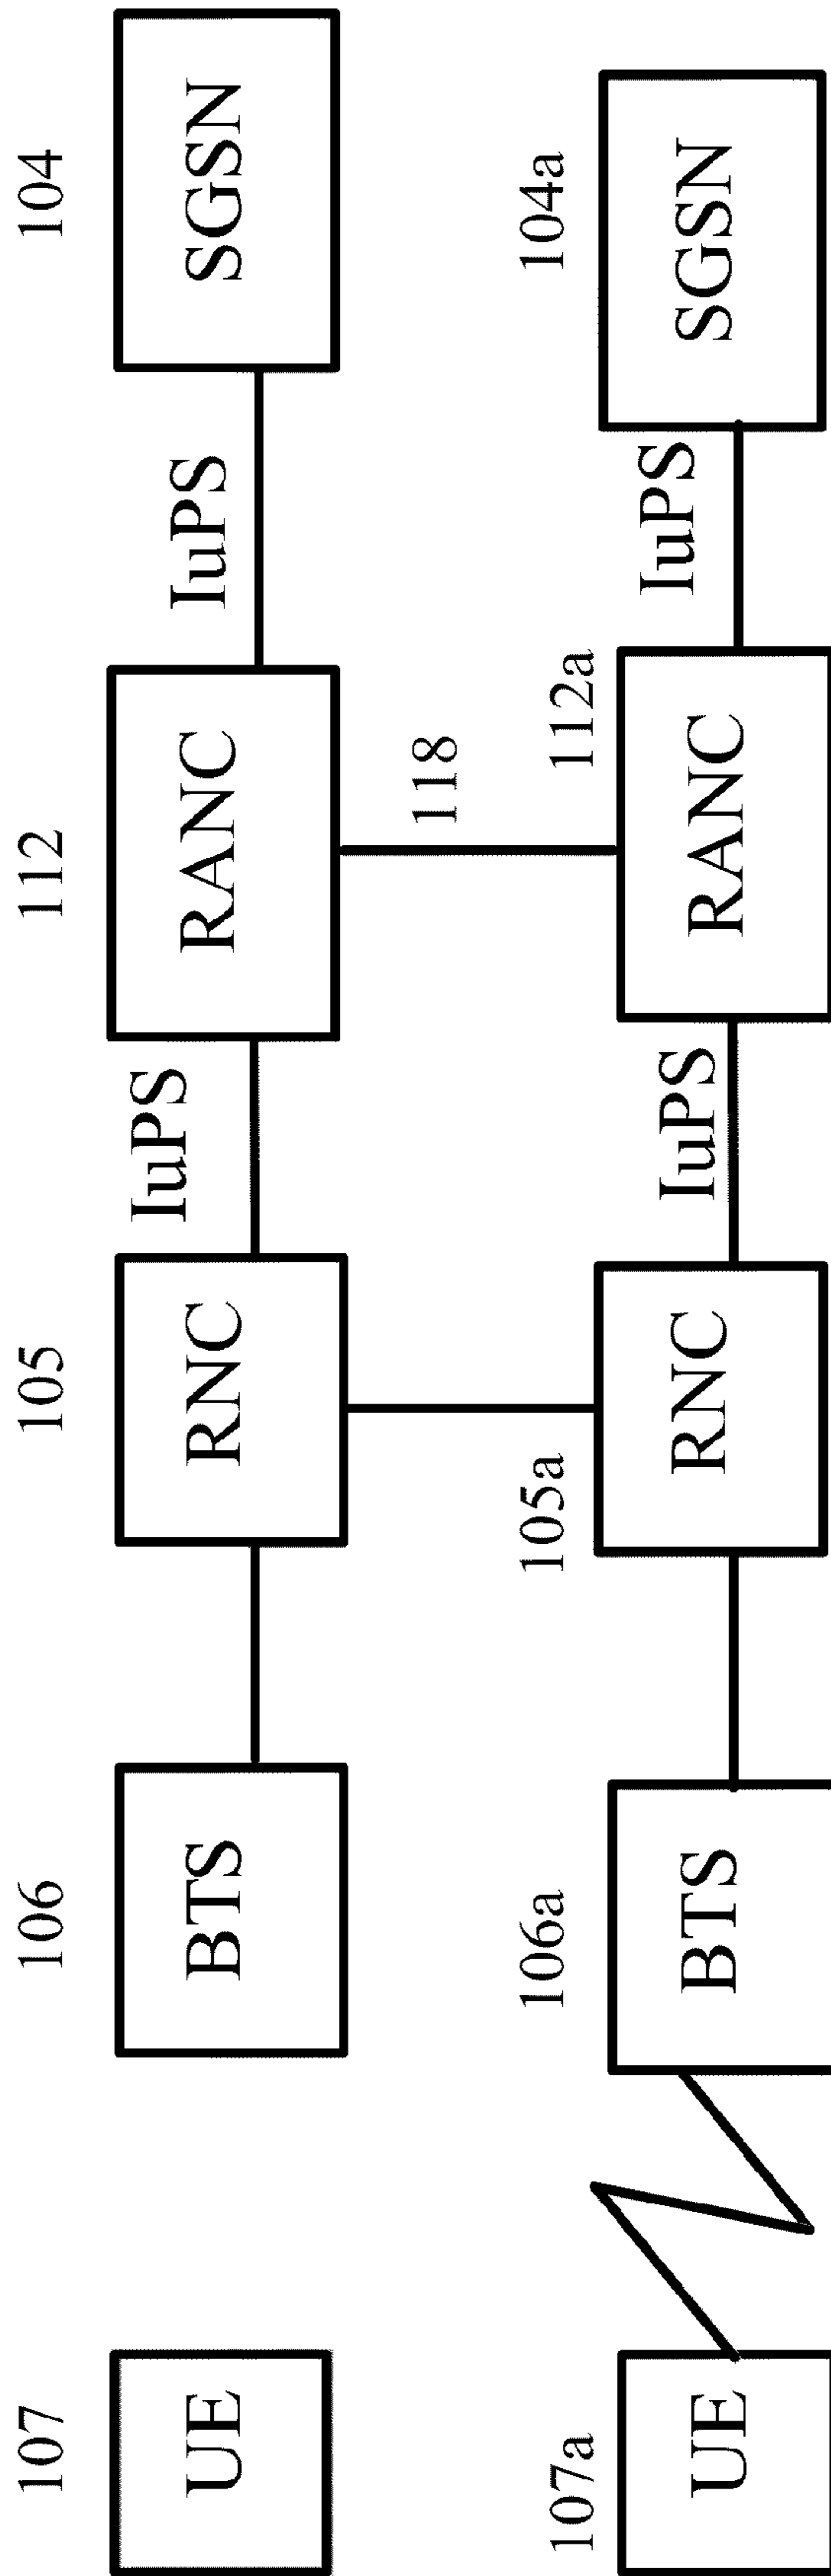 107 106 105 112 104
UE BTS RNC IuPS RANC IuPS SGSN
118
107a 106a 105a 112a 104a
UE BTS RNC IuPS RANC IuPS SGSN